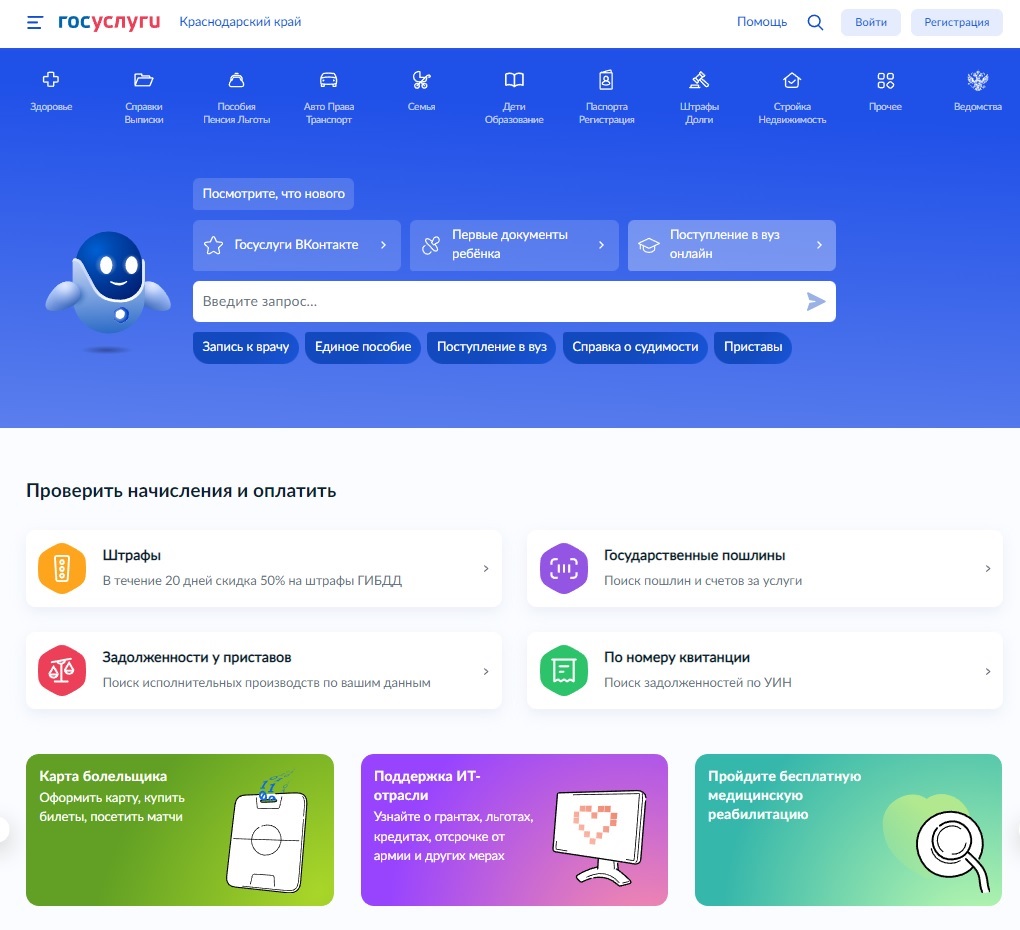 госуслуги Краснодарский край Помощь Войти Регистрация
Здоровье
Справки
Выписки
Пособия
Пенсия Льготы
Авто Права
Транспорт
Семья
Дети
Образование
Паспорта
Регистрация
Штрафы
Долги
Стройка
Недвижимость
Прочее
Ведомства
Посмотрите, что нового
Госуслуги ВКонтакте
Первые документы
ребёнка
Поступление в вуз
онлайн
Введите запрос...
Запись к врачу Единое пособие Поступление в вуз Справка о судимости Приставы
Проверить начисления и оплатить
Штрафы
В течение 20 дней скидка 50% на штрафы ГИБДД
Государственные пошлины
Поиск пошлин и счетов за услуги
Задолженности у приставов
Поиск исполнительных производств по вашим данным
По номеру квитанции
Поиск задолженностей по УИН
Карта болельщика
Оформить карту, купить
билеты, посетить матчи
Поддержка ИТ-
отрасли
Узнайте о грантах, льготах,
кредитах, отсрочке от
армии и других мерах
Пройдите бесплатную
медицинскую
реабилитацию